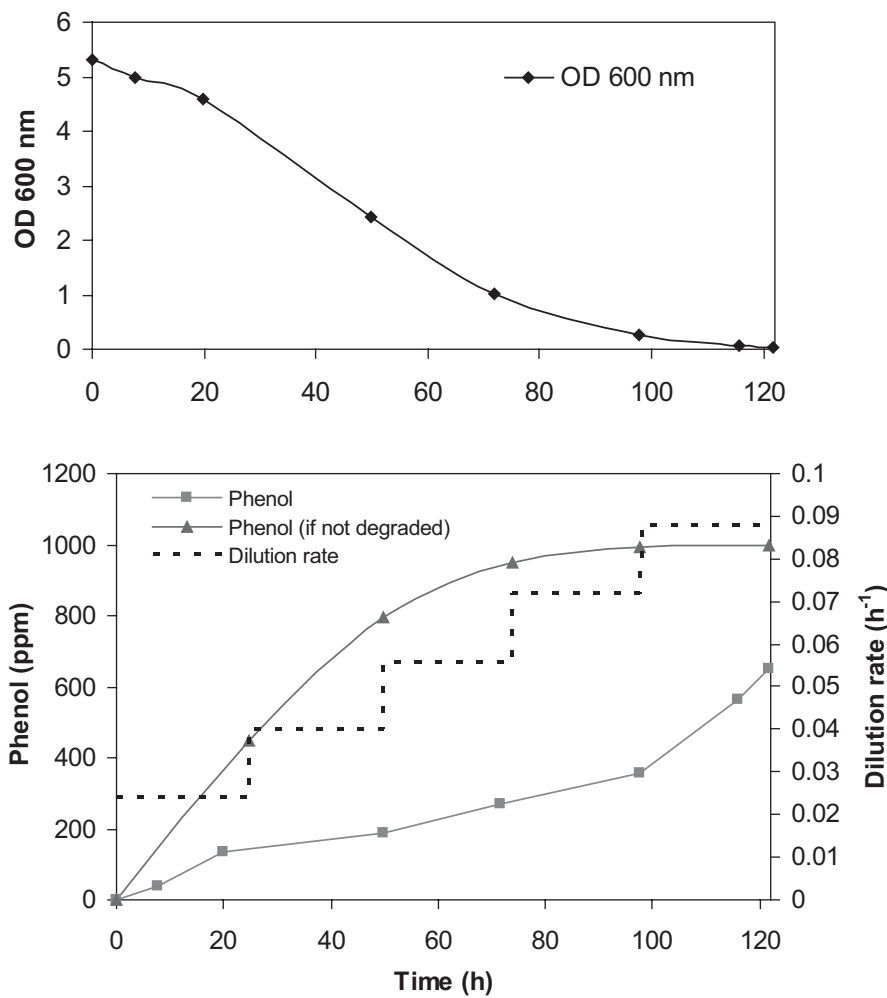 6
5
4
3
2
1
0
OD 600 nm
OD 600 nm
0 20 40 60 80 100 120
1200
1000
800
600
400
200
0
Phenol (ppm)
Phenol
Phenol (if not degraded)
Dilution rate
0.1
0.09
0.08
0.07
0.06
0.05
0.04
0.03
0.02
0.01
0
Dilution rate (h-1)
0 20 40 60 80 100 120
Time (h)